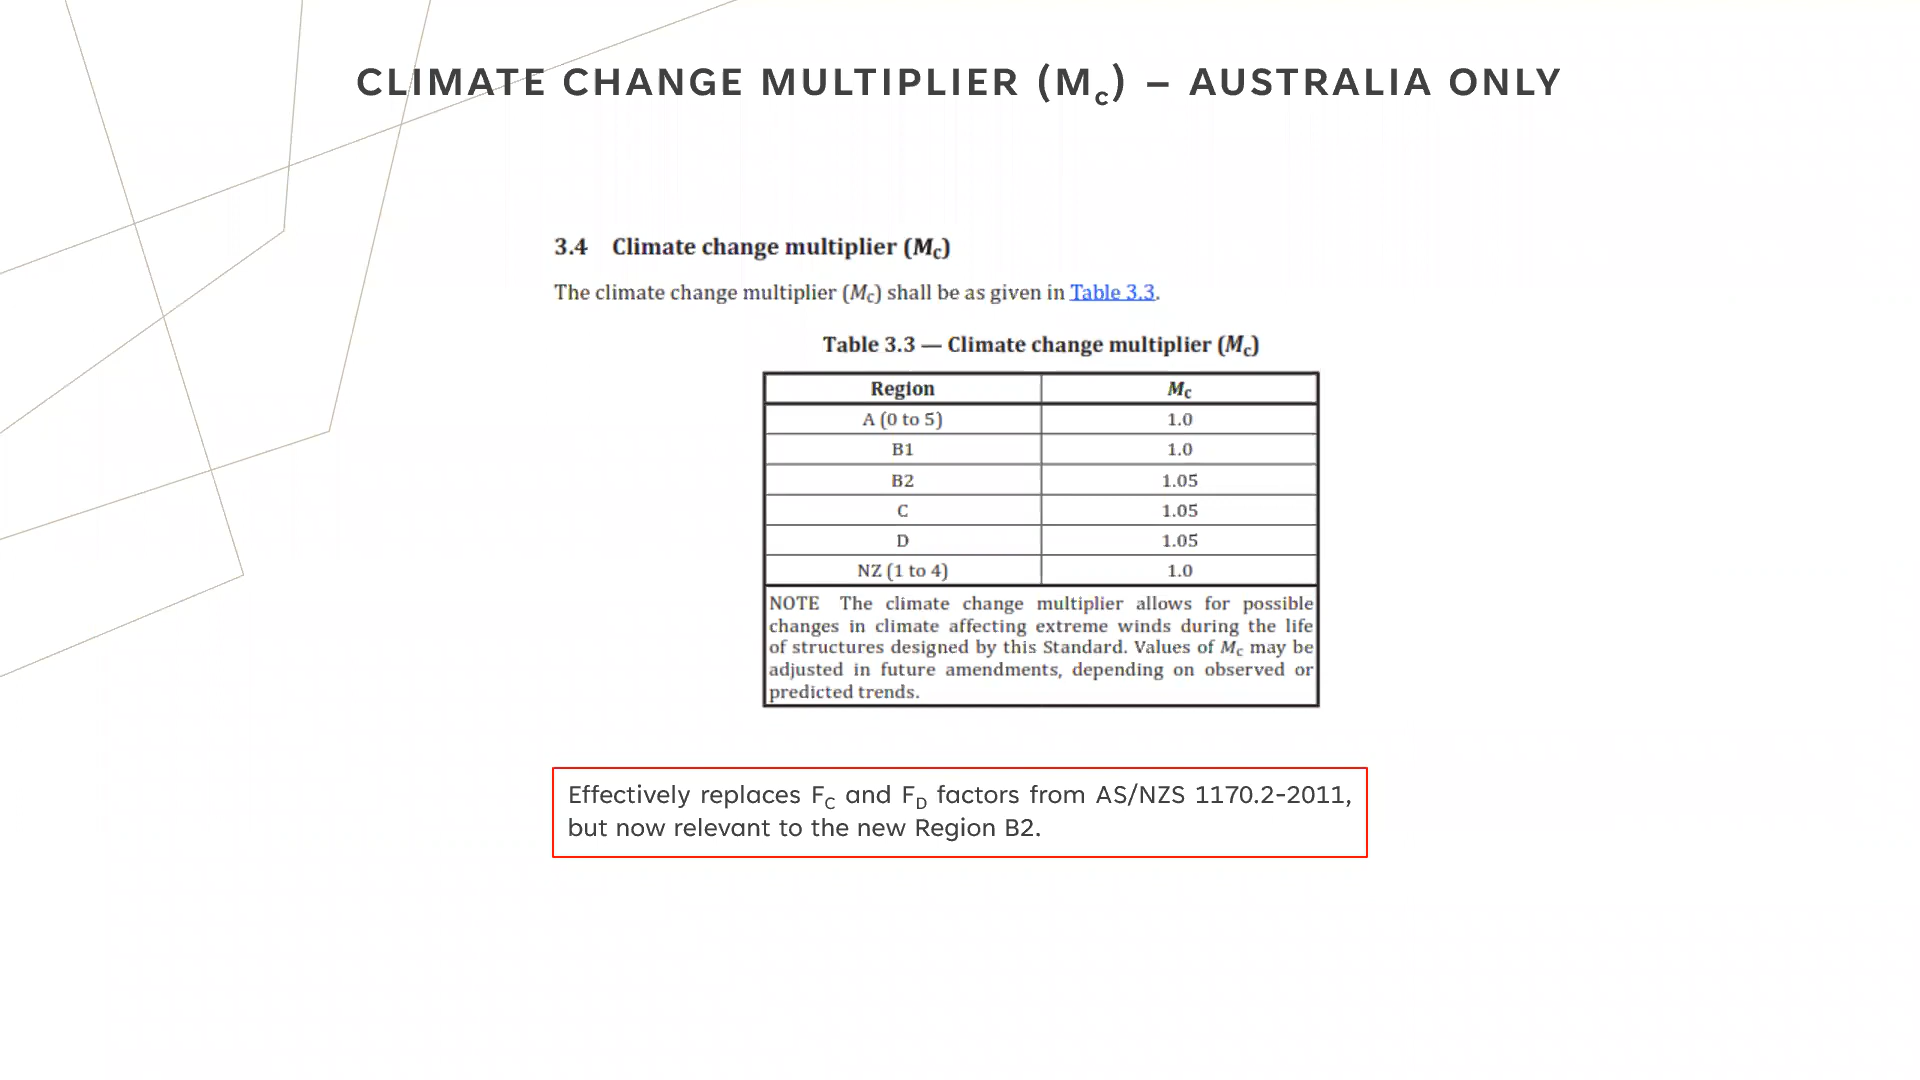 CLIMATE CHANGE MULTIPLIER (Mc) – AUSTRALIA ONLY
3.4 Climate change multiplier (Mc)
The climate change multiplier (Mc) shall be as given in Table 3.3.
Table 3.3 — Climate change multiplier (Mc)
Region Mc
A (0 to 5) 1.0
B1 1.0
B2 1.05
C 1.05
D 1.05
NZ (1 to 4) 1.0
NOTE The climate change multiplier allows for possible
changes in climate affecting extreme winds during the life
of structures designed by this Standard. Values of Mc may be
adjusted in future amendments, depending on observed or
predicted trends.
Effectively replaces FC and FD factors from AS/NZS 1170.2-2011,
but now relevant to the new Region B2.